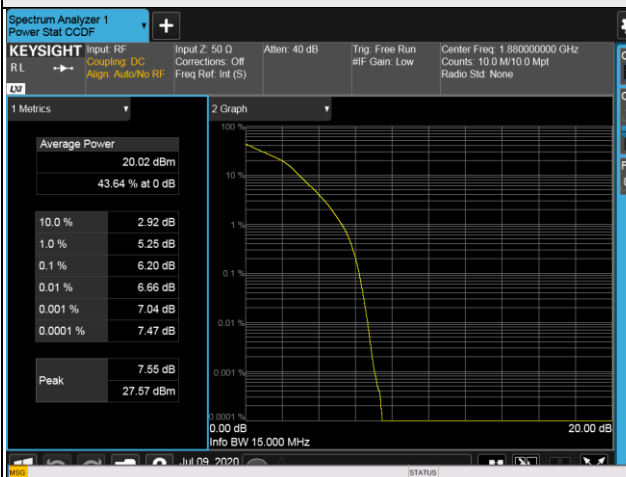 Spectrum Analyzer 1
Power Stat CCDF
KEYSIGHT
RL
LXI
Input: RF
Coupling: DC
Align: Auto/No RF
Input Z: 50 Ω
Corrections: Off
Freq Ref: Int (S)
Atten: 40 dB
Trig: Free Run
#IF Gain: Low
Center Freq: 1.880000000 GHz
Counts: 10.0 M/10.0 Mpt
Radio Std: None
1 Metrics
Average Power
20.02 dBm
43.64 % at 0 dB
10.0 % 2.92 dB
1.0 % 5.25 dB
0.1 % 6.20 dB
0.01 % 6.66 dB
0.001 % 7.04 dB
0.0001 % 7.47 dB
Peak
7.55 dB
27.57 dBm
2 Graph
100 %
10 %
1 %
0.1 %
0.01 %
0.001 %
0.0001 %
0.00 dB 20.00 dB
Info BW 15.000 MHz
Jul 09, 2020
MSG STATUS